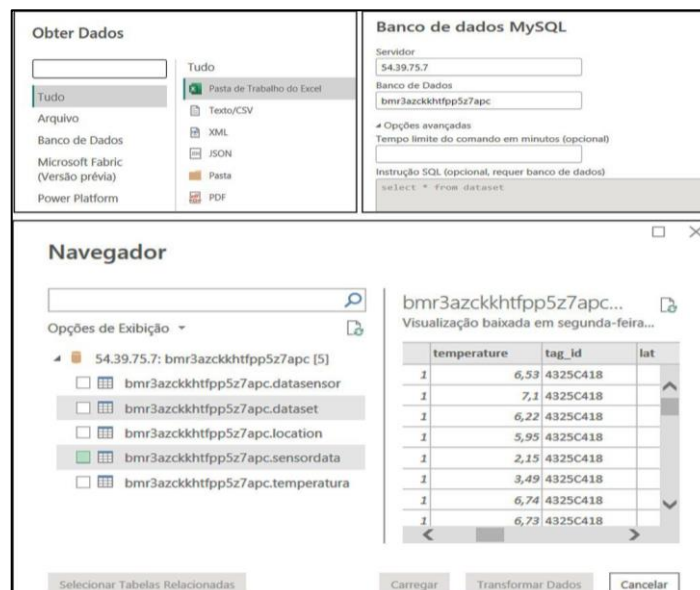 Obter Dados
Tudo
Arquivo
Banco de Dados
Microsoft Fabric
(Versão prévia)
Power Platform
Tudo
Pasta de Trabalho do Excel
Texto/CSV
XML
JSON
Pasta
PDF
Banco de dados MySQL
Servidor
54.39.75.7
Banco de Dados
bmr3azckkhtfpp5z7apc
Opções avançadas
Tempo limite do comando em minutos (opcional)
Instrução SQL (opcional, requer banco de dados)
select * from dataset
Navegador
Opções de Exibição
54.39.75.7: bmr3azckkhtfpp5z7apc [5]
bmr3azckkhtfpp5z7apc.datasensor
bmr3azckkhtfpp5z7apc.dataset
bmr3azckkhtfpp5z7apc.location
bmr3azckkhtfpp5z7apc.sensordata
bmr3azckkhtfpp5z7apc.temperatura
bmr3azckkhtfpp5z7apc...
Visualização baixada em segunda-feira...
temperature tag_id lat
1 6,53 4325C418
1 7,1 4325C418
1 6,22 4325C418
1 5,95 4325C418
1 2,15 4325C418
1 3,49 4325C418
1 6,74 4325C418
1 6,73 4325C418
Selecionar Tabelas Relacionadas
Carregar
Transformar Dados
Cancelar